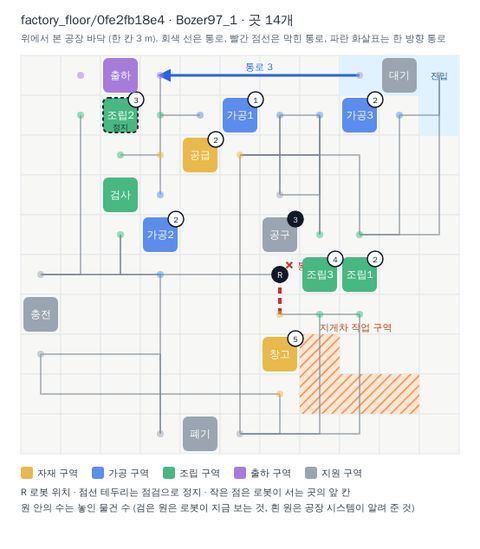 factory_floor/0fe2fb18e4 · Bozer97_1 · 곳 14개
위에서 본 공장 바닥 (한 칸 3 m). 회색 선은 통로, 빨간 점선은 막힌 통로, 파란 화살표는 한 방향 통로
통로 3
출하
대기
진입
조립2
정지
3
가공1
1
가공3
2
공급
2
검사
가공2
2
공구
3
R
조립3
4
조립1
2
충전
지게차 작업 구역
창고
5
폐기
자재 구역
가공 구역
조립 구역
출하 구역
지원 구역
R 로봇 위치 · 점선 테두리는 점검으로 정지 · 작은 점은 로봇이 서는 곳의 앞 칸
원 안의 수는 놓인 물건 수 (검은 원은 로봇이 지금 보는 것, 흰 원은 공장 시스템이 알려 준 것)